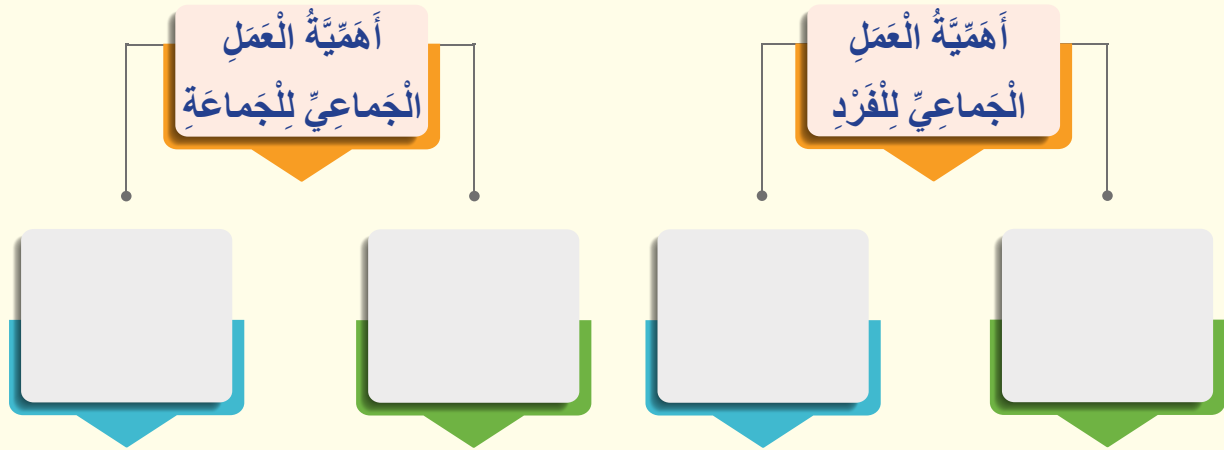 أَهَمِّيَّةُ الْعَمَلِ
الْجَماعِيِّ لِلْفَرْدِ
أَهَمِّيَّةُ الْعَمَلِ
الْجَماعِيِّ لِلْجَماعَةِ